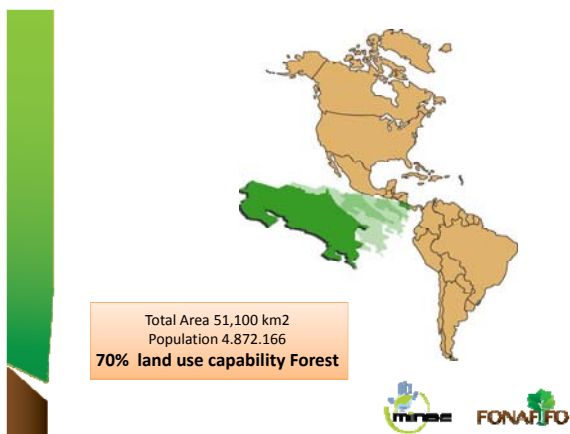 Total Area 51,100 km2
Population 4.872.166
70% land use capability Forest
minae
FONAFIFO